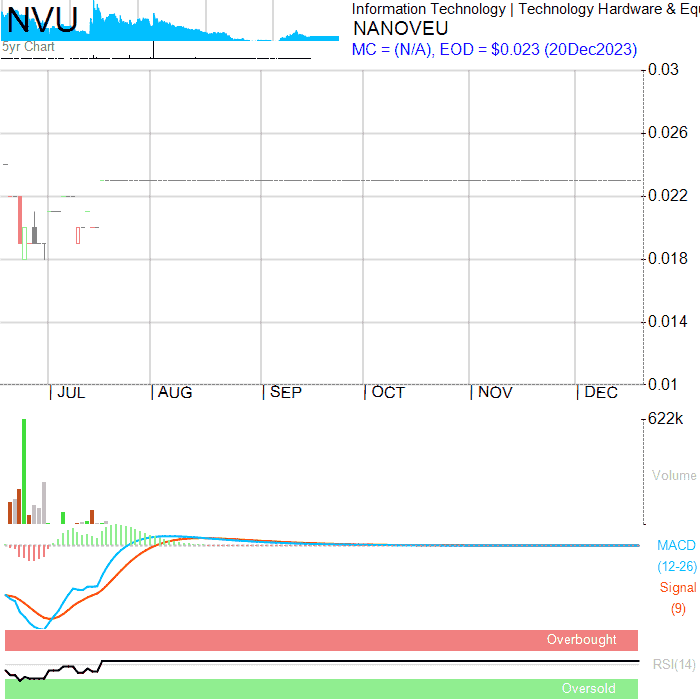 NVU
5yr Chart
Information Technology | Technology Hardware & Equ
NANOVEU
MC = (N/A), EOD = $0.023 (20Dec2023)
0.03
0.026
0.022
0.018
0.014
0.01
JUL AUG SEP OCT NOV DEC
622k
Volume
MACD
(12-26)
Signal
(9)
Overbought
RSI(14)
Oversold